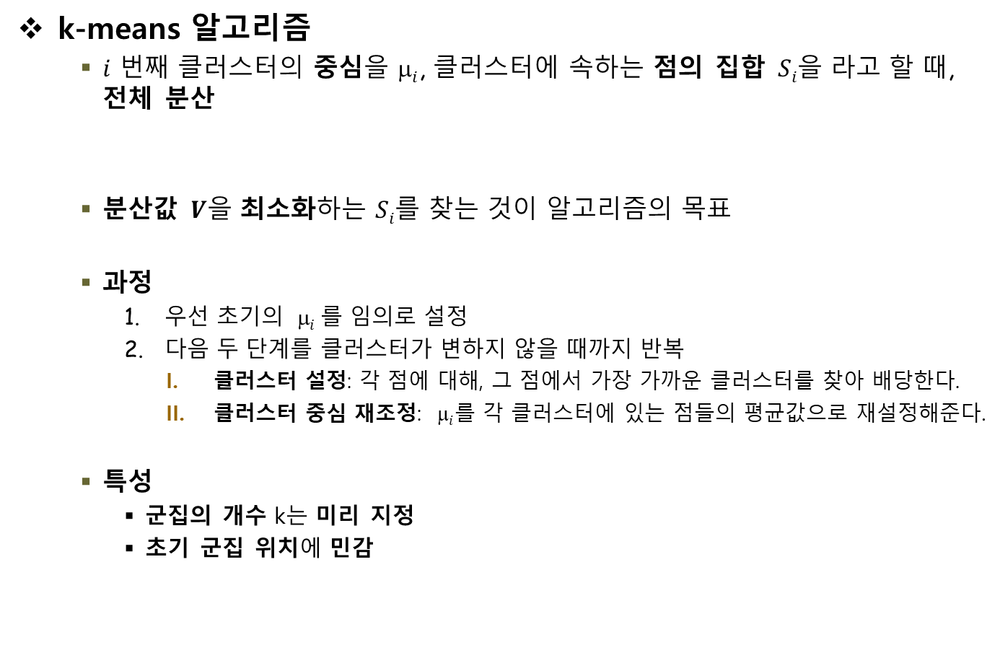 ❖ k-means 알고리즘
▪ i 번째 클러스터의 중심을 μᵢ, 클러스터에 속하는 점의 집합 Sᵢ을 라고 할 때,
전체 분산
▪ 분산값 V을 최소화하는 Sᵢ를 찾는 것이 알고리즘의 목표
▪ 과정
1. 우선 초기의 μᵢ 를 임의로 설정
2. 다음 두 단계를 클러스터가 변하지 않을 때까지 반복
I. 클러스터 설정: 각 점에 대해, 그 점에서 가장 가까운 클러스터를 찾아 배당한다.
II. 클러스터 중심 재조정: μᵢ를 각 클러스터에 있는 점들의 평균값으로 재설정해준다.
▪ 특성
▪ 군집의 개수 k는 미리 지정
▪ 초기 군집 위치에 민감